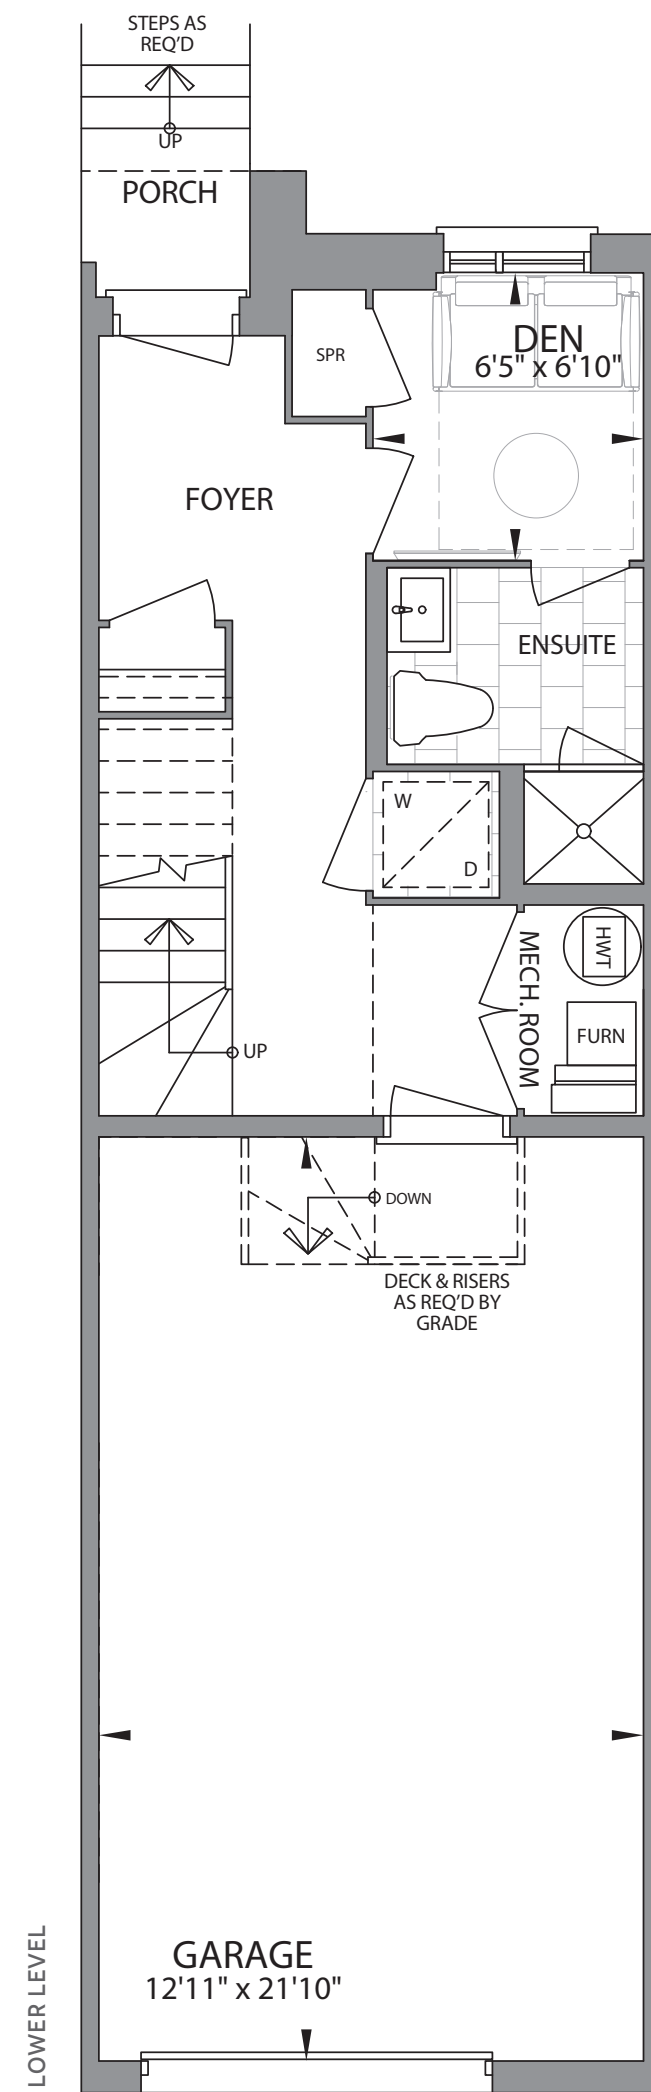 STEPS AS
REQ'D
UP
PORCH
DEN
6'5" x 6'10"
SPR
FOYER
ENSUITE
W
D
MECH. ROOM
HWT
FURN
UP
DOWN
DECK & RISERS
AS REQ'D BY
GRADE
GARAGE
12'11" x 21'10"
LOWER LEVEL